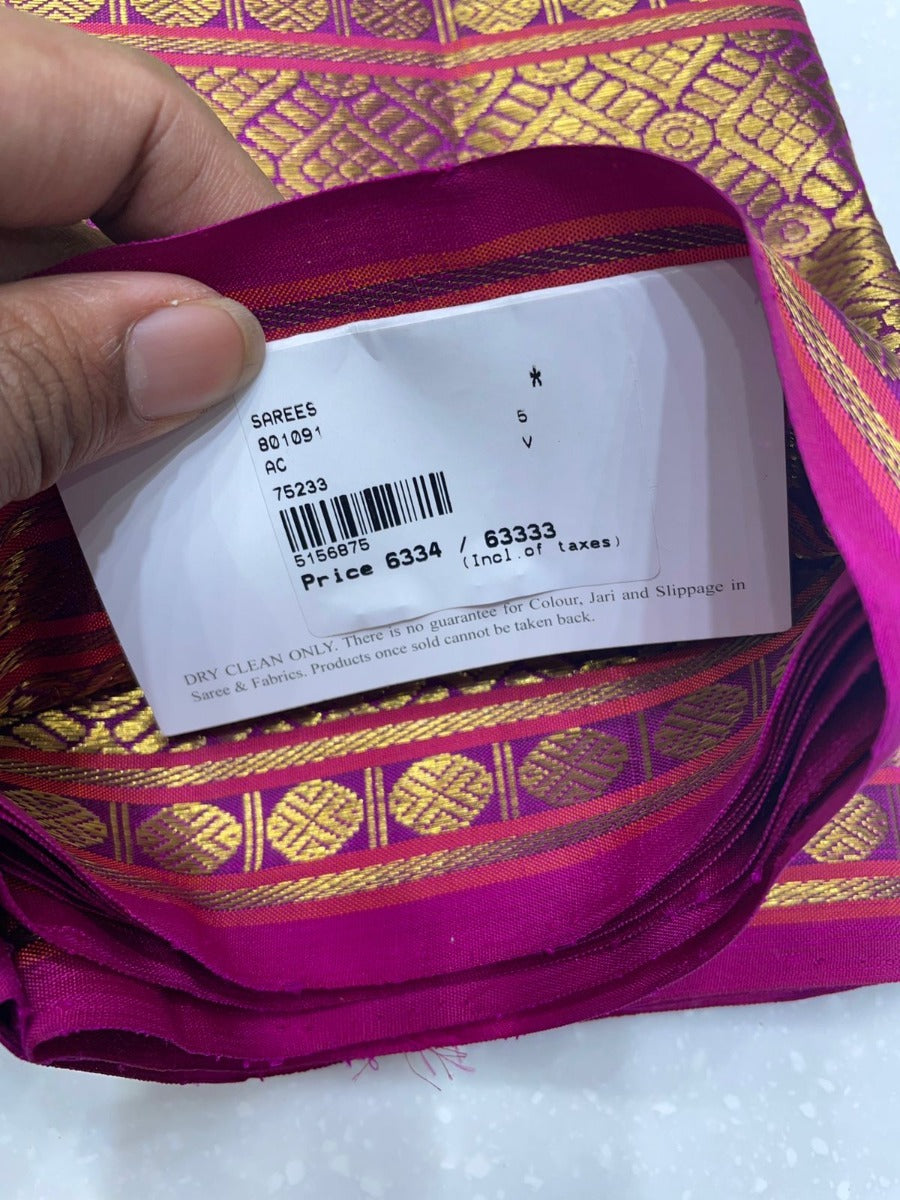 *
SAREES
5
801091
V
AC
75233
5156875
Price 6334 / 63333
(Incl.of taxes)
DRY CLEAN ONLY. There is no guarantee for Colour, Jari and Slippage in
Saree & Fabrics. Products once sold cannot be taken back.